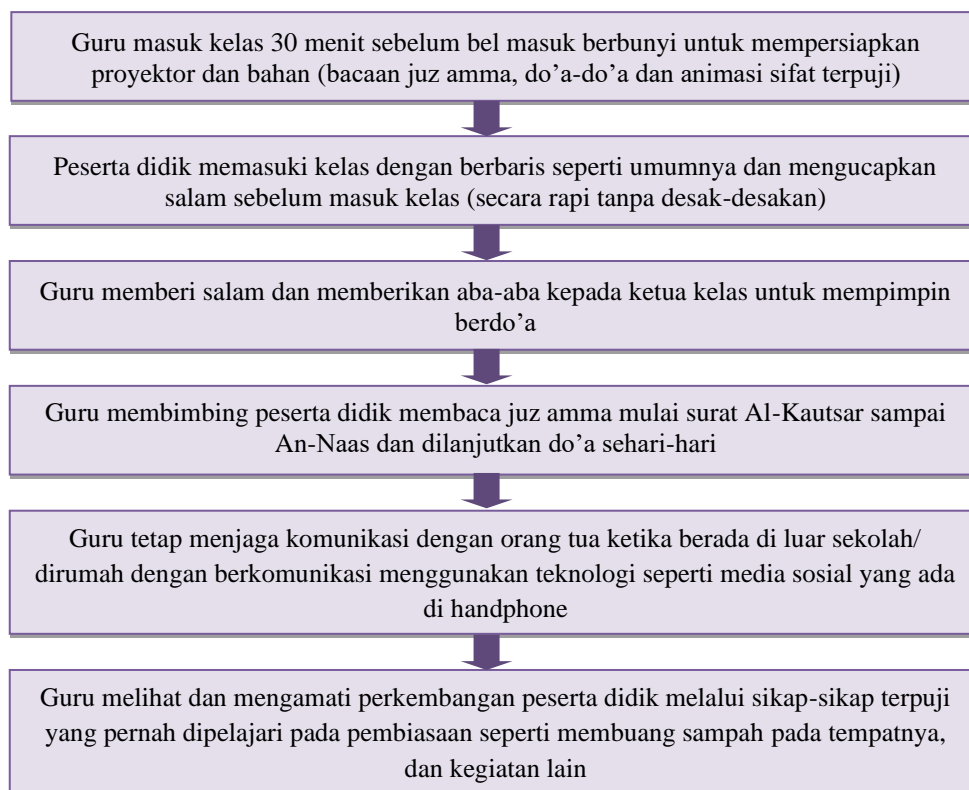 Guru masuk kelas 30 menit sebelum bel masuk berbunyi untuk mempersiapkan
proyektor dan bahan (bacaan juz amma, do’a-do’a dan animasi sifat terpuji)
Peserta didik memasuki kelas dengan berbaris seperti umumnya dan mengucapkan
salam sebelum masuk kelas (secara rapi tanpa desak-desakan)
Guru memberi salam dan memberikan aba-aba kepada ketua kelas untuk mempimpin
berdo’a
Guru membimbing peserta didik membaca juz amma mulai surat Al-Kautsar sampai
An-Naas dan dilanjutkan do’a sehari-hari
Guru tetap menjaga komunikasi dengan orang tua ketika berada di luar sekolah/
dirumah dengan berkomunikasi menggunakan teknologi seperti media sosial yang ada
di handphone
Guru melihat dan mengamati perkembangan peserta didik melalui sikap-sikap terpuji
yang pernah dipelajari pada pembiasaan seperti membuang sampah pada tempatnya,
dan kegiatan lain